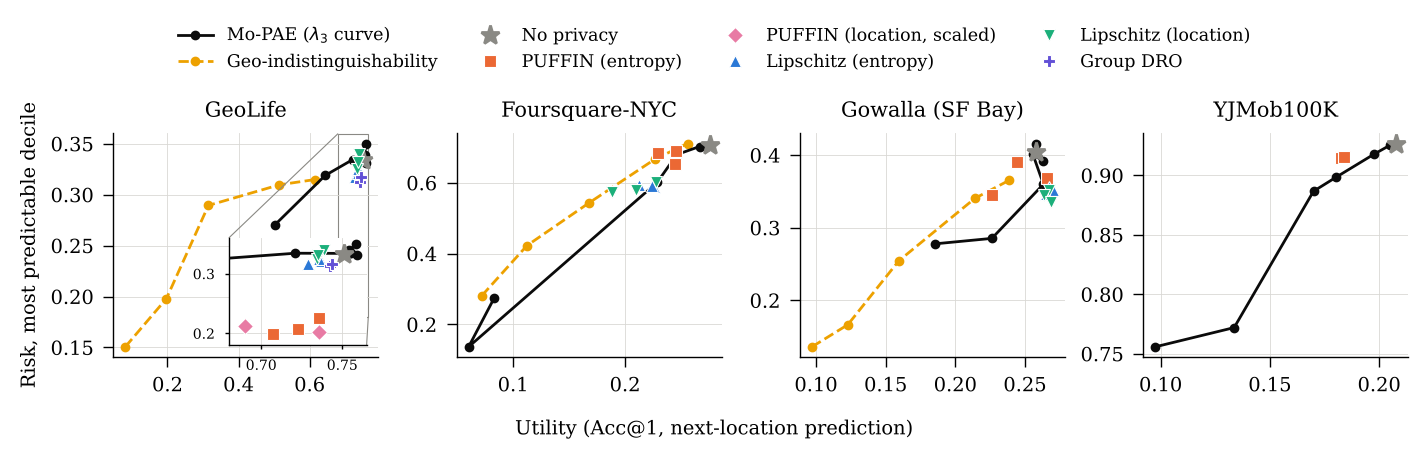 Mo-PAE (λ3 curve)
Geo-indistinguishability
No privacy
PUFFIN (entropy)
PUFFIN (location, scaled)
Lipschitz (entropy)
Lipschitz (location)
Group DRO
Risk, most predictable decile
GeoLife
0.35
0.30
0.25
0.20
0.15
0.2
0.4
0.6
0.3
0.2
0.70
0.75
Foursquare-NYC
0.6
0.4
0.2
0.1
0.2
Gowalla (SF Bay)
0.4
0.3
0.2
0.10
0.15
0.20
0.25
YJMob100K
0.90
0.85
0.80
0.75
0.10
0.15
0.20
Utility (Acc@1, next-location prediction)